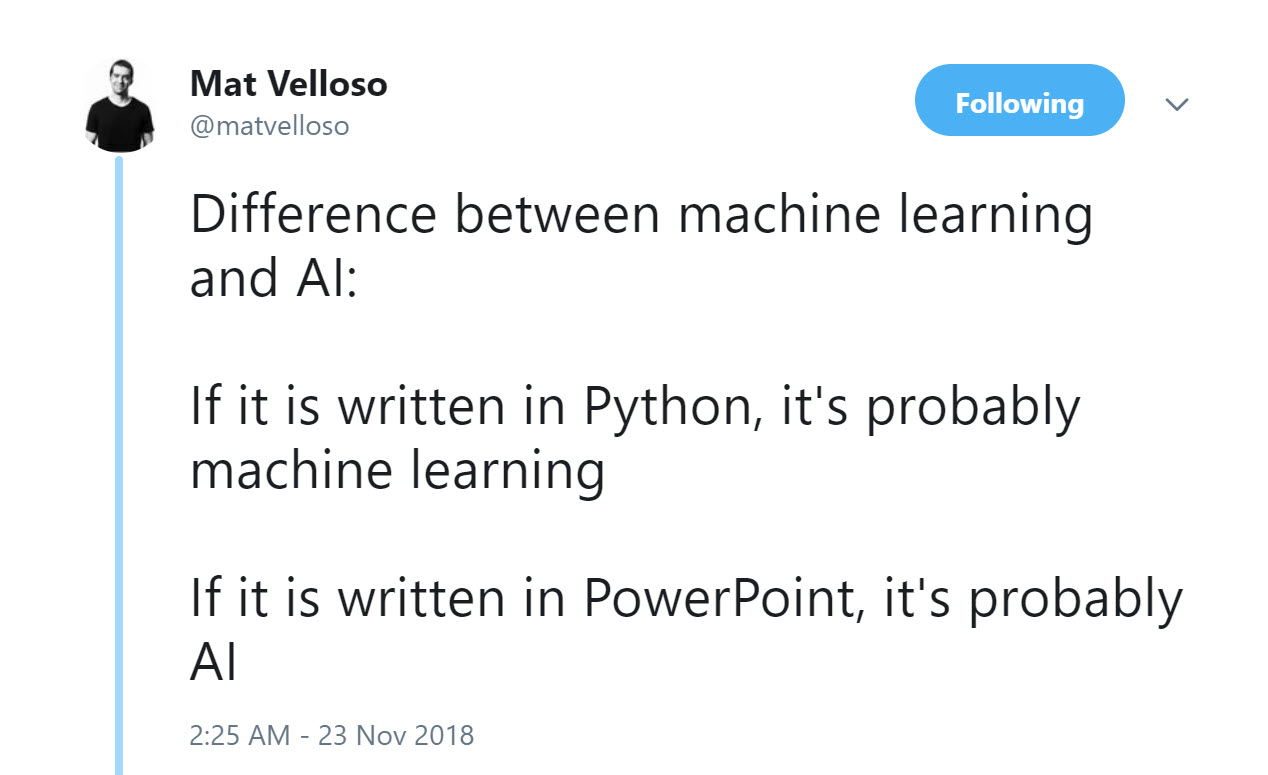 Mat Velloso
@matvelloso
Following
Difference between machine learning
and AI:
If it is written in Python, it's probably
machine learning
If it is written in PowerPoint, it's probably
AI
2:25 AM - 23 Nov 2018